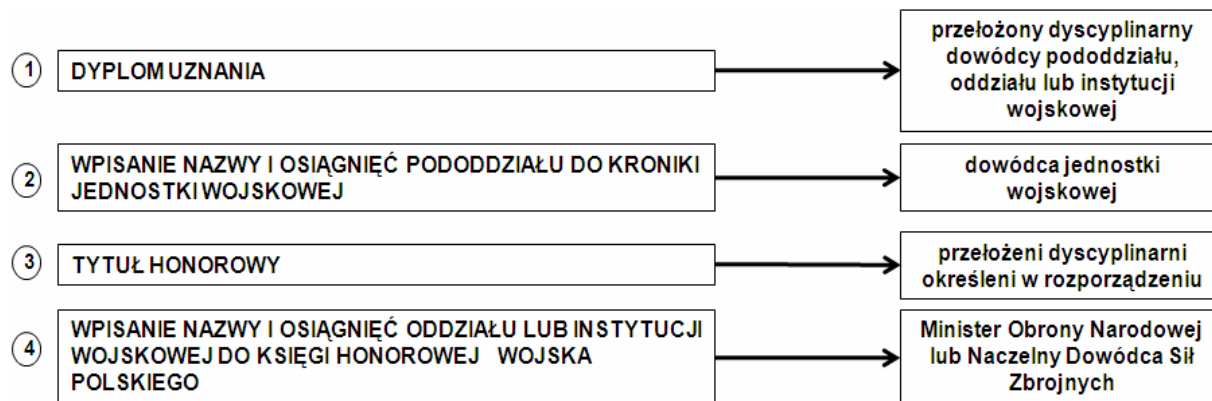 1
DYPLOM UZNANIA
przełożony dyscyplinarny
dowódcy pododdziału,
oddziału lub instytucji
wojskowej
2
WPISANIE NAZWY I OSIĄGNIĘĆ PODODDZIAŁU DO KRONIKI
JEDNOSTKI WOJSKOWEJ
dowódca jednostki
wojskowej
3
TYTUŁ HONOROWY
przełożeni dyscyplinarni
określeni w rozporządzeniu
4
WPISANIE NAZWY I OSIĄGNIĘĆ ODDZIAŁU LUB INSTYTUCJI
WOJSKOWEJ DO KSIĘGI HONOROWEJ WOJSKA
POLSKIEGO
Minister Obrony Narodowej
lub Naczelny Dowódca Sił
Zbrojnych